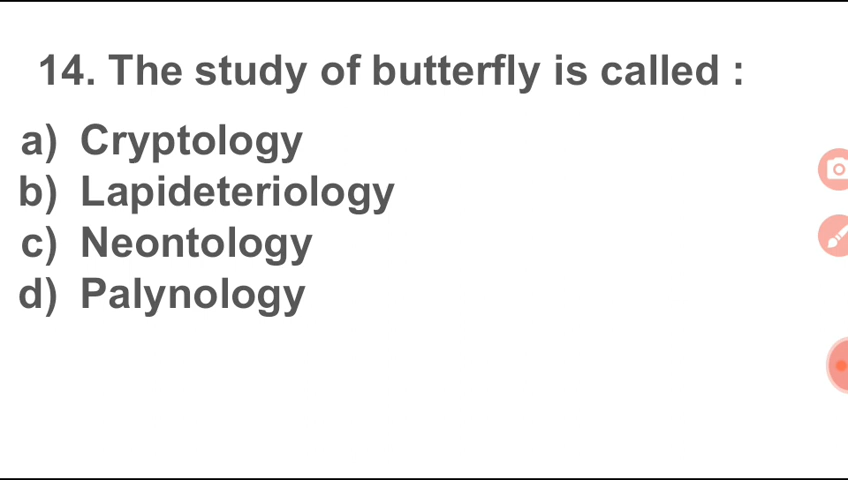 14. The study of butterfly is called :
a) Cryptology
b) Lapideteriology
c) Neontology
d) Palynology